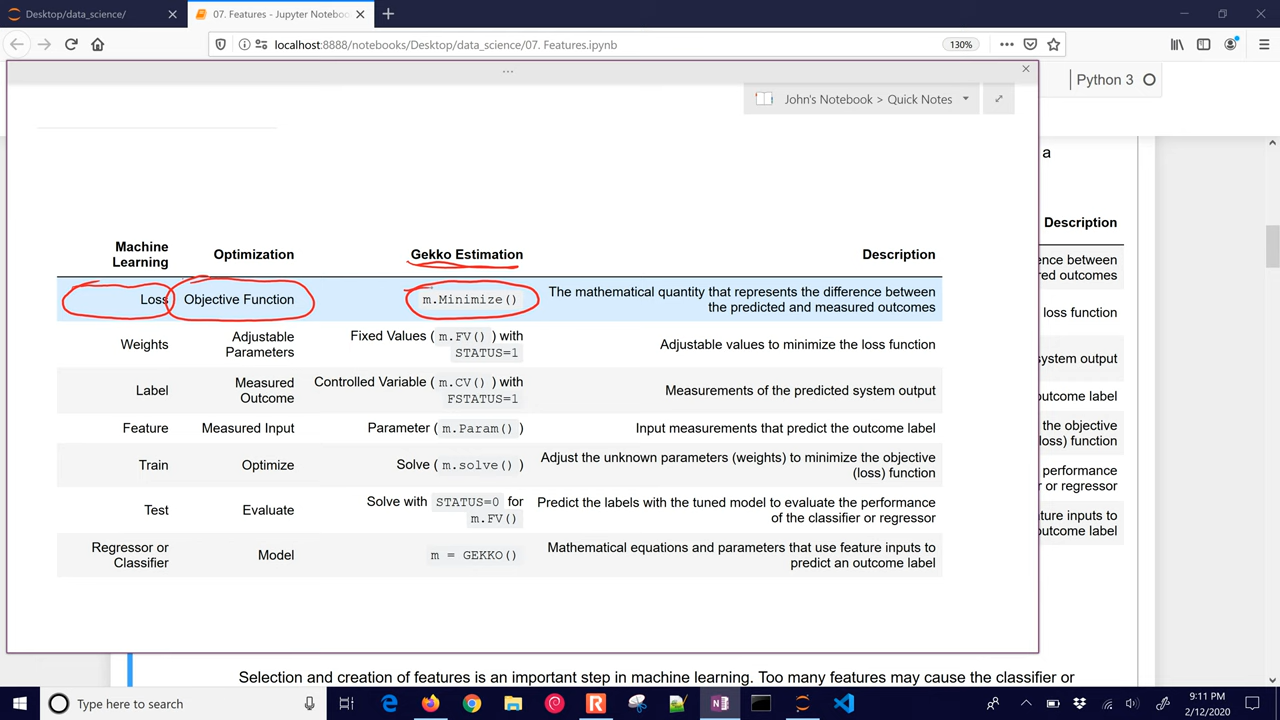 Desktop/data_science/
07. Features - Jupyter Notebook
localhost:8888/notebooks/Desktop/data_science/07. Features.ipynb
130%
John's Notebook > Quick Notes
Python 3
a
Machine Learning
Optimization
Gekko Estimation
Description
Loss
Objective Function
m.Minimize()
The mathematical quantity that represents the difference between
the predicted and measured outcomes
Weights
Adjustable
Parameters
Fixed Values ( m.FV() ) with
STATUS=1
Adjustable values to minimize the loss function
Label
Measured
Outcome
Controlled Variable ( m.CV() ) with
FSTATUS=1
Measurements of the predicted system output
Feature
Measured Input
Parameter ( m.Param() )
Input measurements that predict the outcome label
Train
Optimize
Solve ( m.solve() )
Adjust the unknown parameters (weights) to minimize the objective
(loss) function
Test
Evaluate
Solve with STATUS=0 for
m.FV()
Predict the labels with the tuned model to evaluate the performance
of the classifier or regressor
Regressor or
Classifier
Model
m = GEKKO()
Mathematical equations and parameters that use feature inputs to
predict an outcome label
Description
ence between
red outcomes
loss function
system output
outcome label
the objective
(loss) function
performance
or regressor
ture inputs to
outcome label
Selection and creation of features is an important step in machine learning. Too many features may cause the classifier or
Type here to search
9:11 PM
2/12/2020